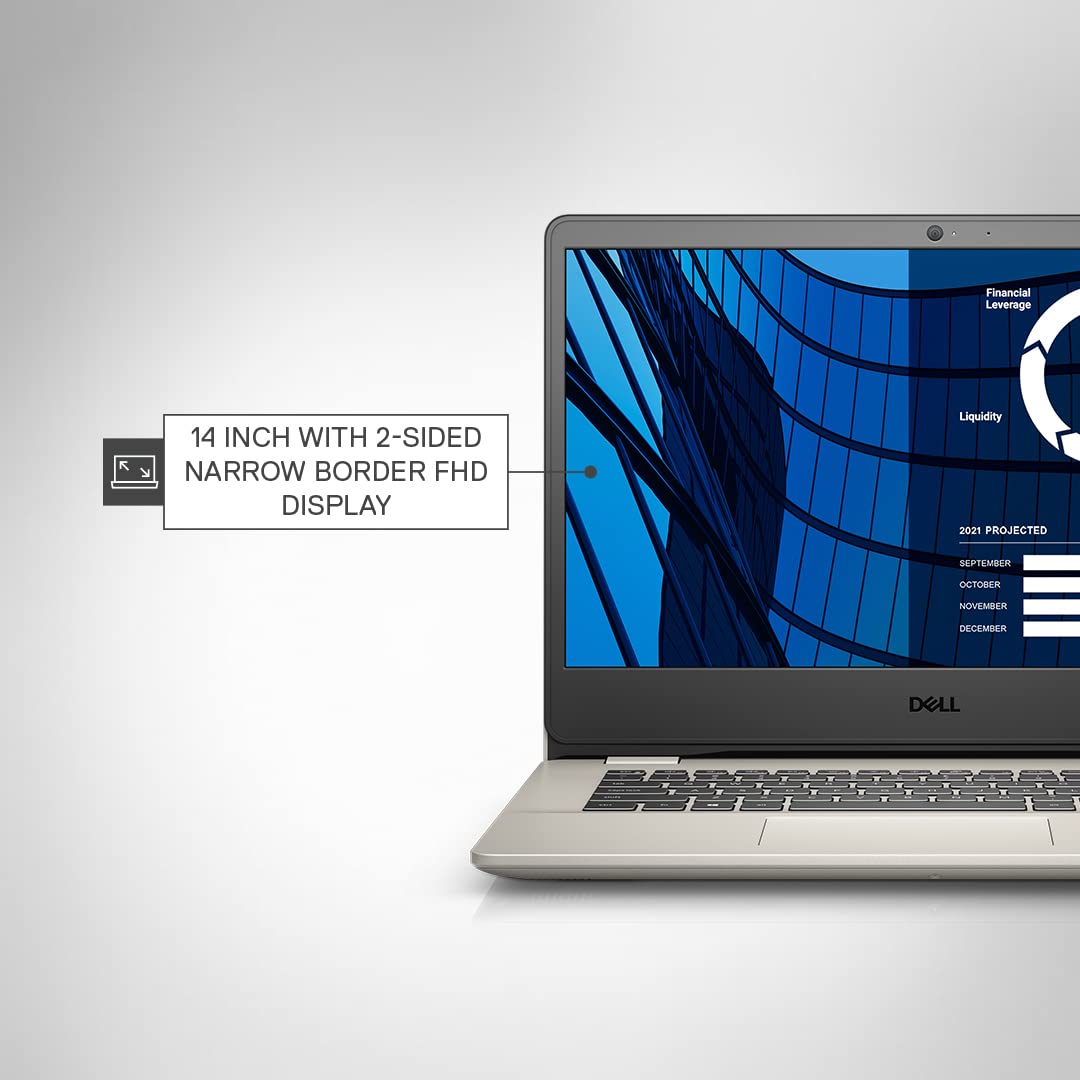 14 INCH WITH 2-SIDED
NARROW BORDER FHD
DISPLAY
Financial
Leverage
Liquidity
2021 PROJECTED
SEPTEMBER
OCTOBER
NOVEMBER
DECEMBER
DELL